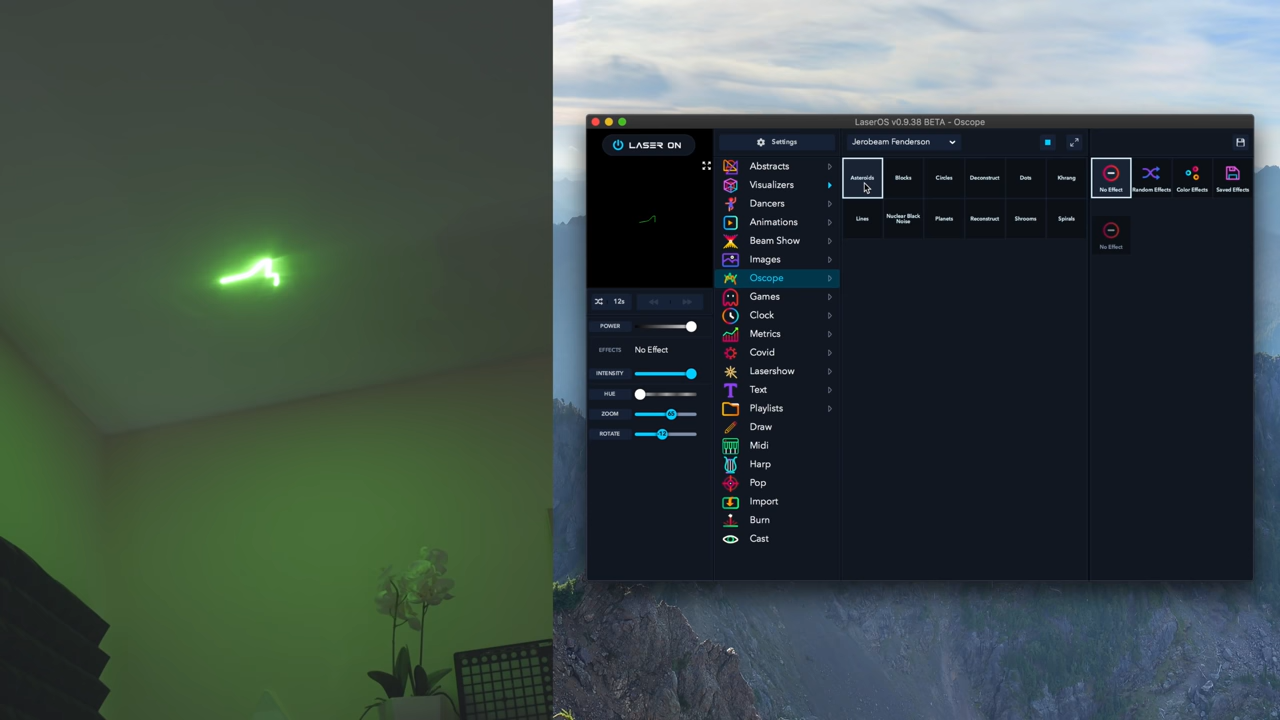 LaserOS v0.9.38 BETA - Oscope
LASER ON
Settings
Jerobeam Fenderson
Abstracts
Visualizers
Dancers
Animations
Beam Show
Images
Oscope
Games
Clock
Metrics
Covid
Lasershow
Text
Playlists
Draw
Midi
Harp
Pop
Import
Burn
Cast
Asteroids Blocks Circles Deconstruct Dots Khrang
Lines Nuclear Black Noise Planets Reconstruct Shrooms Spirals
No Effect Random Effects Color Effects Saved Effects
No Effect
12s
POWER
EFFECTS No Effect
INTENSITY
HUE
ZOOM
ROTATE